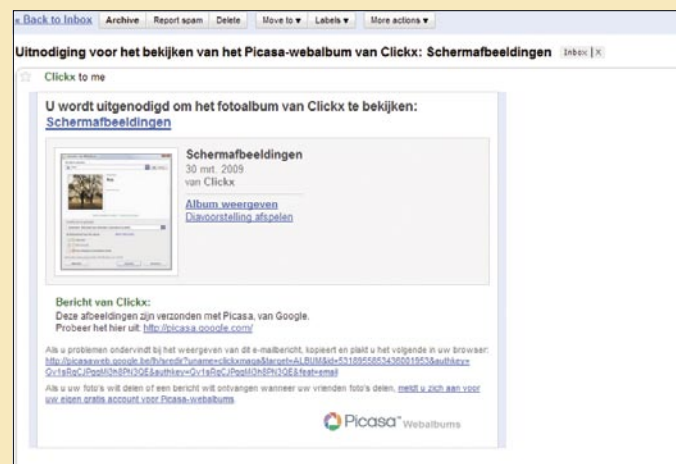 « Back to Inbox Archive Report spam Delete Move to ▼ Labels ▼ More actions ▼
Uitnodiging voor het bekijken van het Picasa-webalbum van Clickx: Schermafbeeldingen Inbox | X
Clickx to me
U wordt uitgenodigd om het fotoalbum van Clickx te bekijken:
Schermafbeeldingen
Schermafbeeldingen
30 mrt. 2009
van Clickx
Album weergeven
Diavoorstelling afspelen
Bericht van Clickx:
Deze afbeeldingen zijn verzonden met Picasa, van Google.
Probeer het hier uit: http://picasa.google.com/
Als u problemen ondervindt bij het weergeven van dit e-mailbericht, kopieert en plakt u het volgende in uw browser:
Als u uw foto's wilt delen of een bericht wilt ontvangen wanneer uw vrienden foto's delen, meldt u zich aan voor
uw eigen gratis account voor Picasa-webalbums.
Picasa™ Webalbums